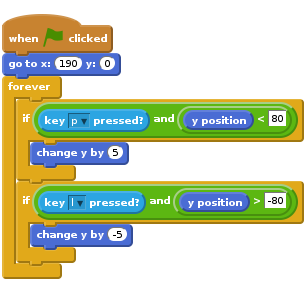 when clicked
go to x: 190 y: 0
forever
if key p pressed? and y position < 80
change y by 5
if key l pressed? and y position > -80
change y by -5